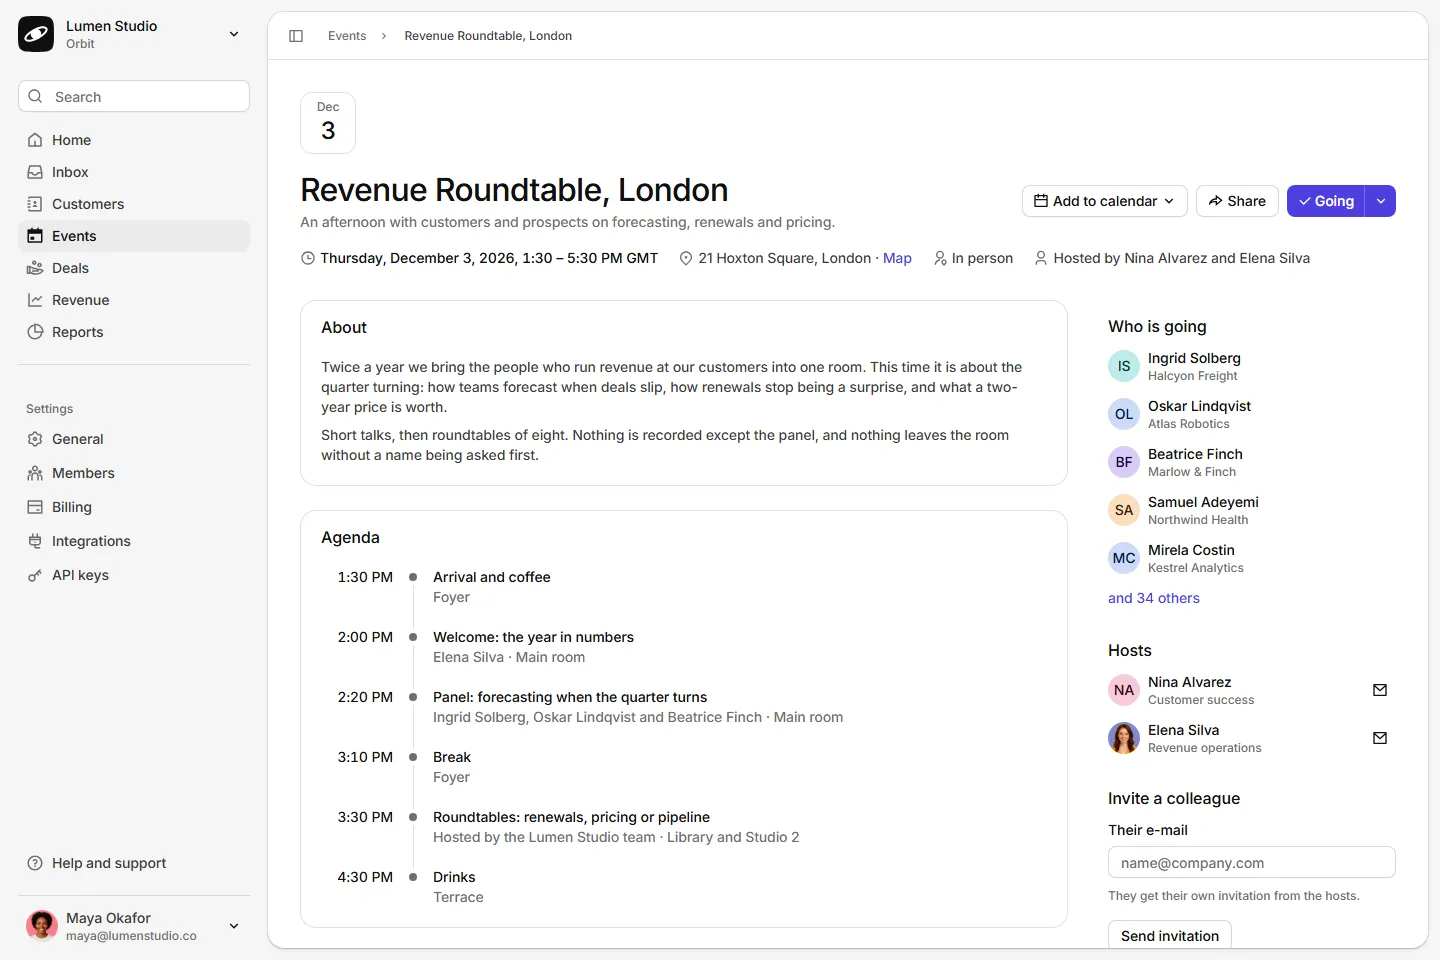 Lumen Studio
Orbit
Search
Home
Inbox
Customers
Events
Deals
Revenue
Reports
Settings
General
Members
Billing
Integrations
API keys
Help and support
Maya Okafor
maya@lumenstudio.co
Events › Revenue Roundtable, London
Dec
3
Revenue Roundtable, London
An afternoon with customers and prospects on forecasting, renewals and pricing.
Add to calendar
Share
Going
Thursday, December 3, 2026, 1:30 – 5:30 PM GMT
21 Hoxton Square, London · Map
In person
Hosted by Nina Alvarez and Elena Silva
About
Twice a year we bring the people who run revenue at our customers into one room. This time it is about the
quarter turning: how teams forecast when deals slip, how renewals stop being a surprise, and what a two-
year price is worth.
Short talks, then roundtables of eight. Nothing is recorded except the panel, and nothing leaves the room
without a name being asked first.
Agenda
1:30 PM Arrival and coffee
Foyer
2:00 PM Welcome: the year in numbers
Elena Silva · Main room
2:20 PM Panel: forecasting when the quarter turns
Ingrid Solberg, Oskar Lindqvist and Beatrice Finch · Main room
3:10 PM Break
Foyer
3:30 PM Roundtables: renewals, pricing or pipeline
Hosted by the Lumen Studio team · Library and Studio 2
4:30 PM Drinks
Terrace
Who is going
IS
Ingrid Solberg
Halcyon Freight
OL
Oskar Lindqvist
Atlas Robotics
BF
Beatrice Finch
Marlow & Finch
SA
Samuel Adeyemi
Northwind Health
MC
Mirela Costin
Kestrel Analytics
and 34 others
Hosts
NA
Nina Alvarez
Customer success
Elena Silva
Revenue operations
Invite a colleague
Their e-mail
name@company.com
They get their own invitation from the hosts.
Send invitation